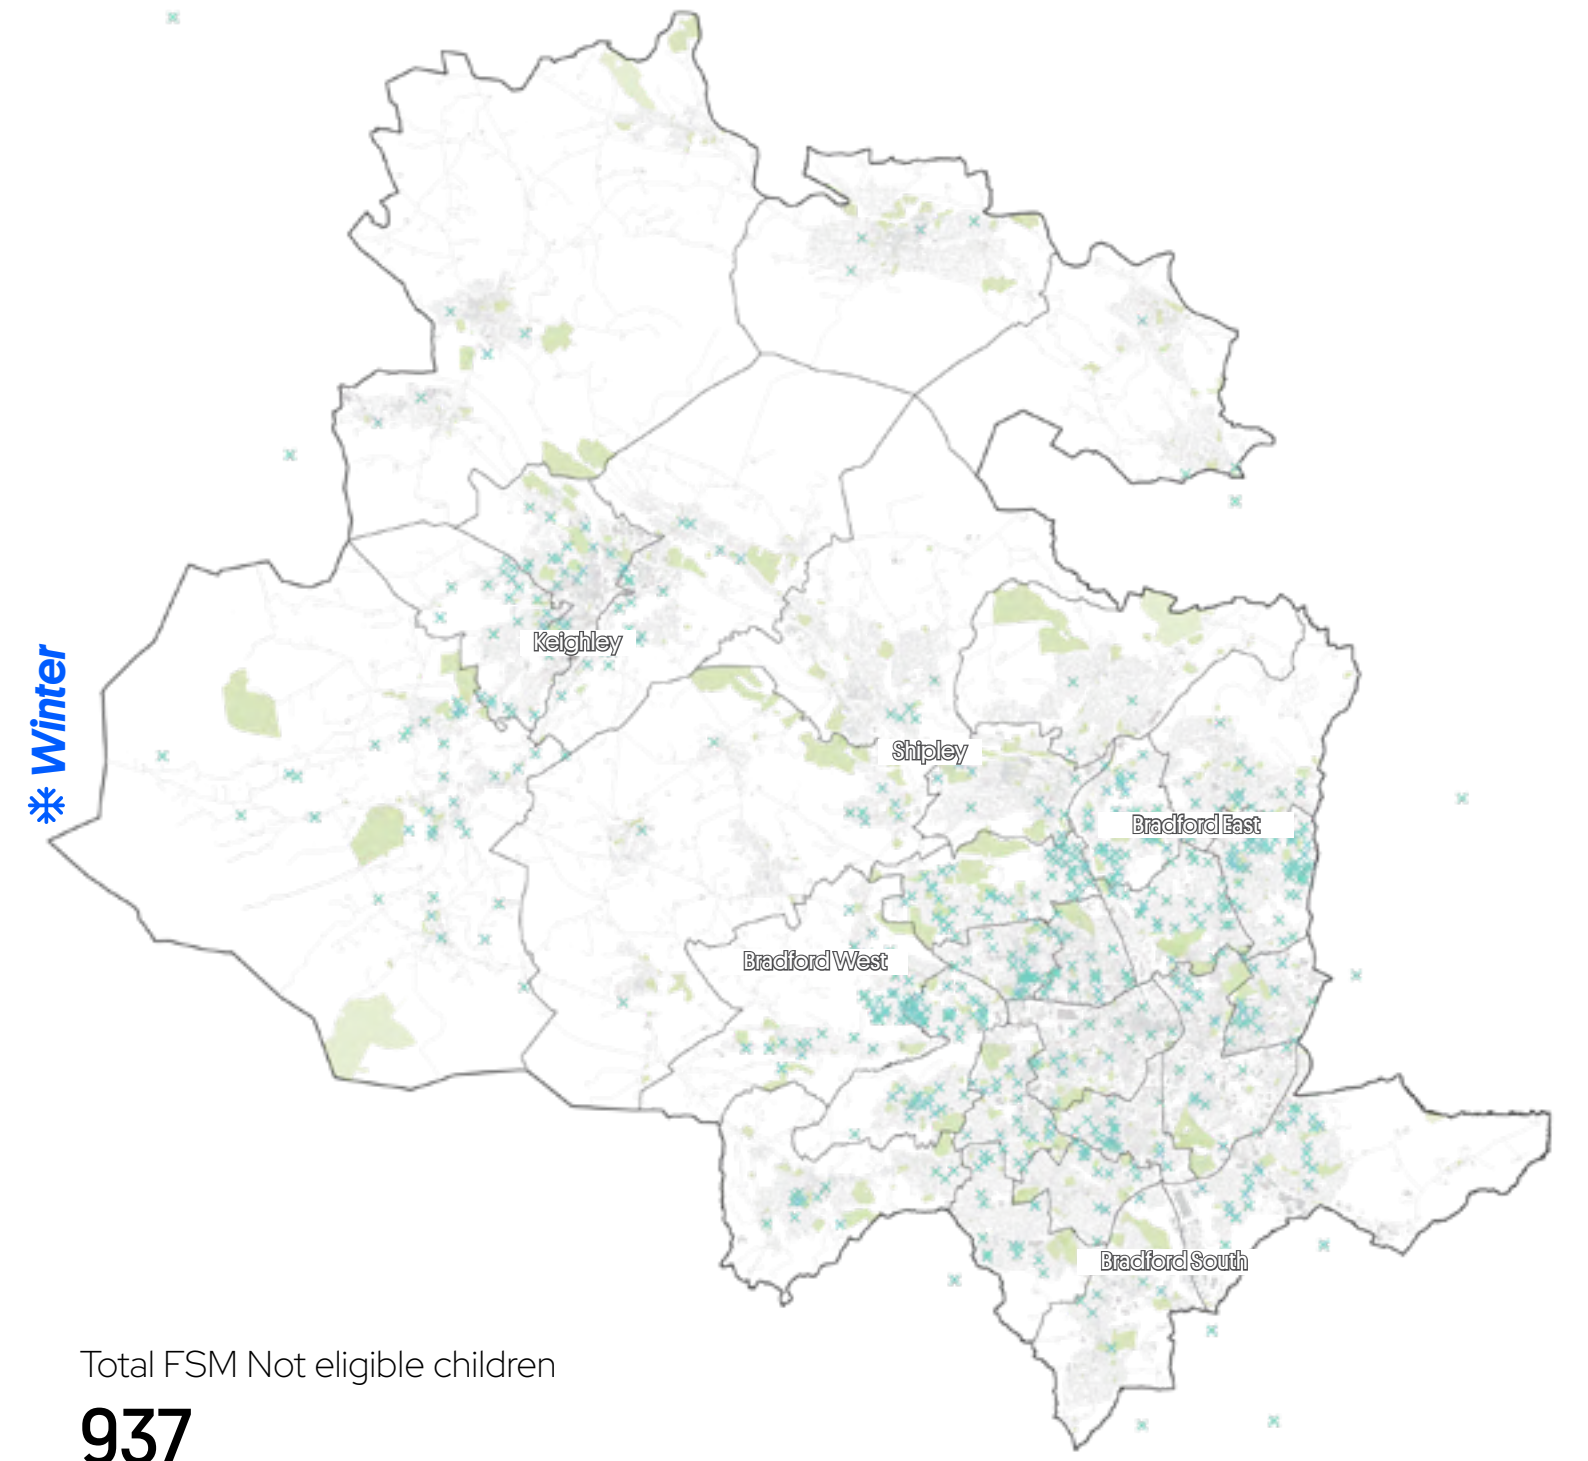 Winter
Keighley
Shipley
Bradford East
Bradford West
Bradford South
Total FSM Not eligible children
937